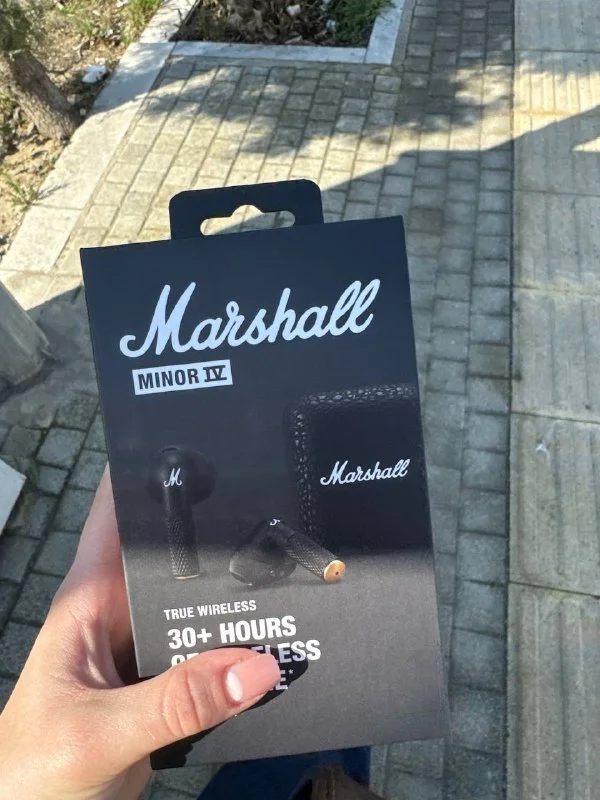 Marshall
MINOR IV
M
Marshall
TRUE WIRELESS
30+ HOURS